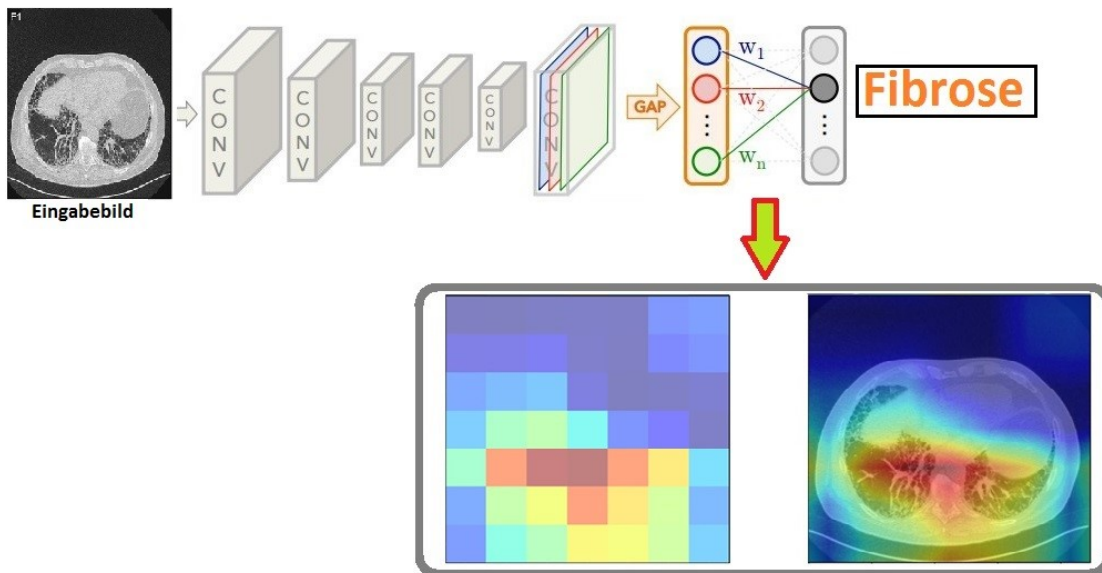 F1
Eingabebild
CONV
CONV
CONV
CONV
CONV
CONV
GAP
w1
w2
wn
Fibrose